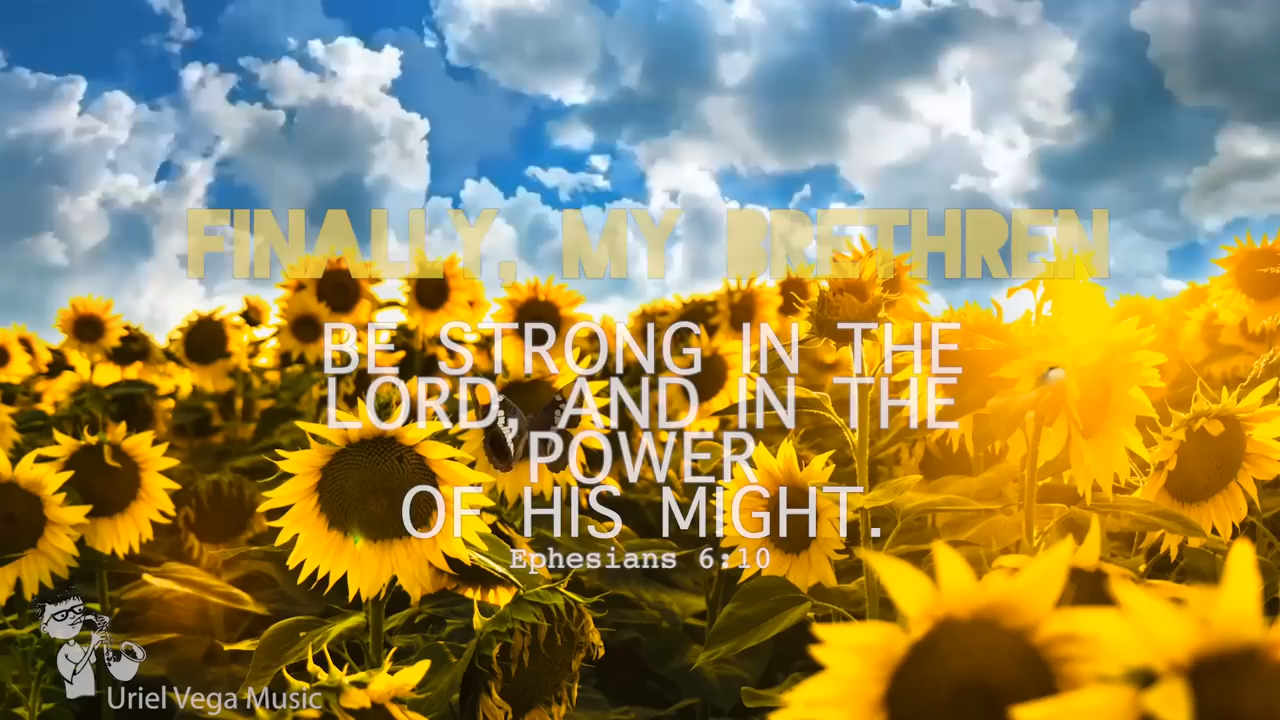 FINALLY, MY BRETHREN
BE STRONG IN THE
LORD, AND IN THE
POWER
OF HIS MIGHT.
Ephesians 6:10
Uriel Vega Music